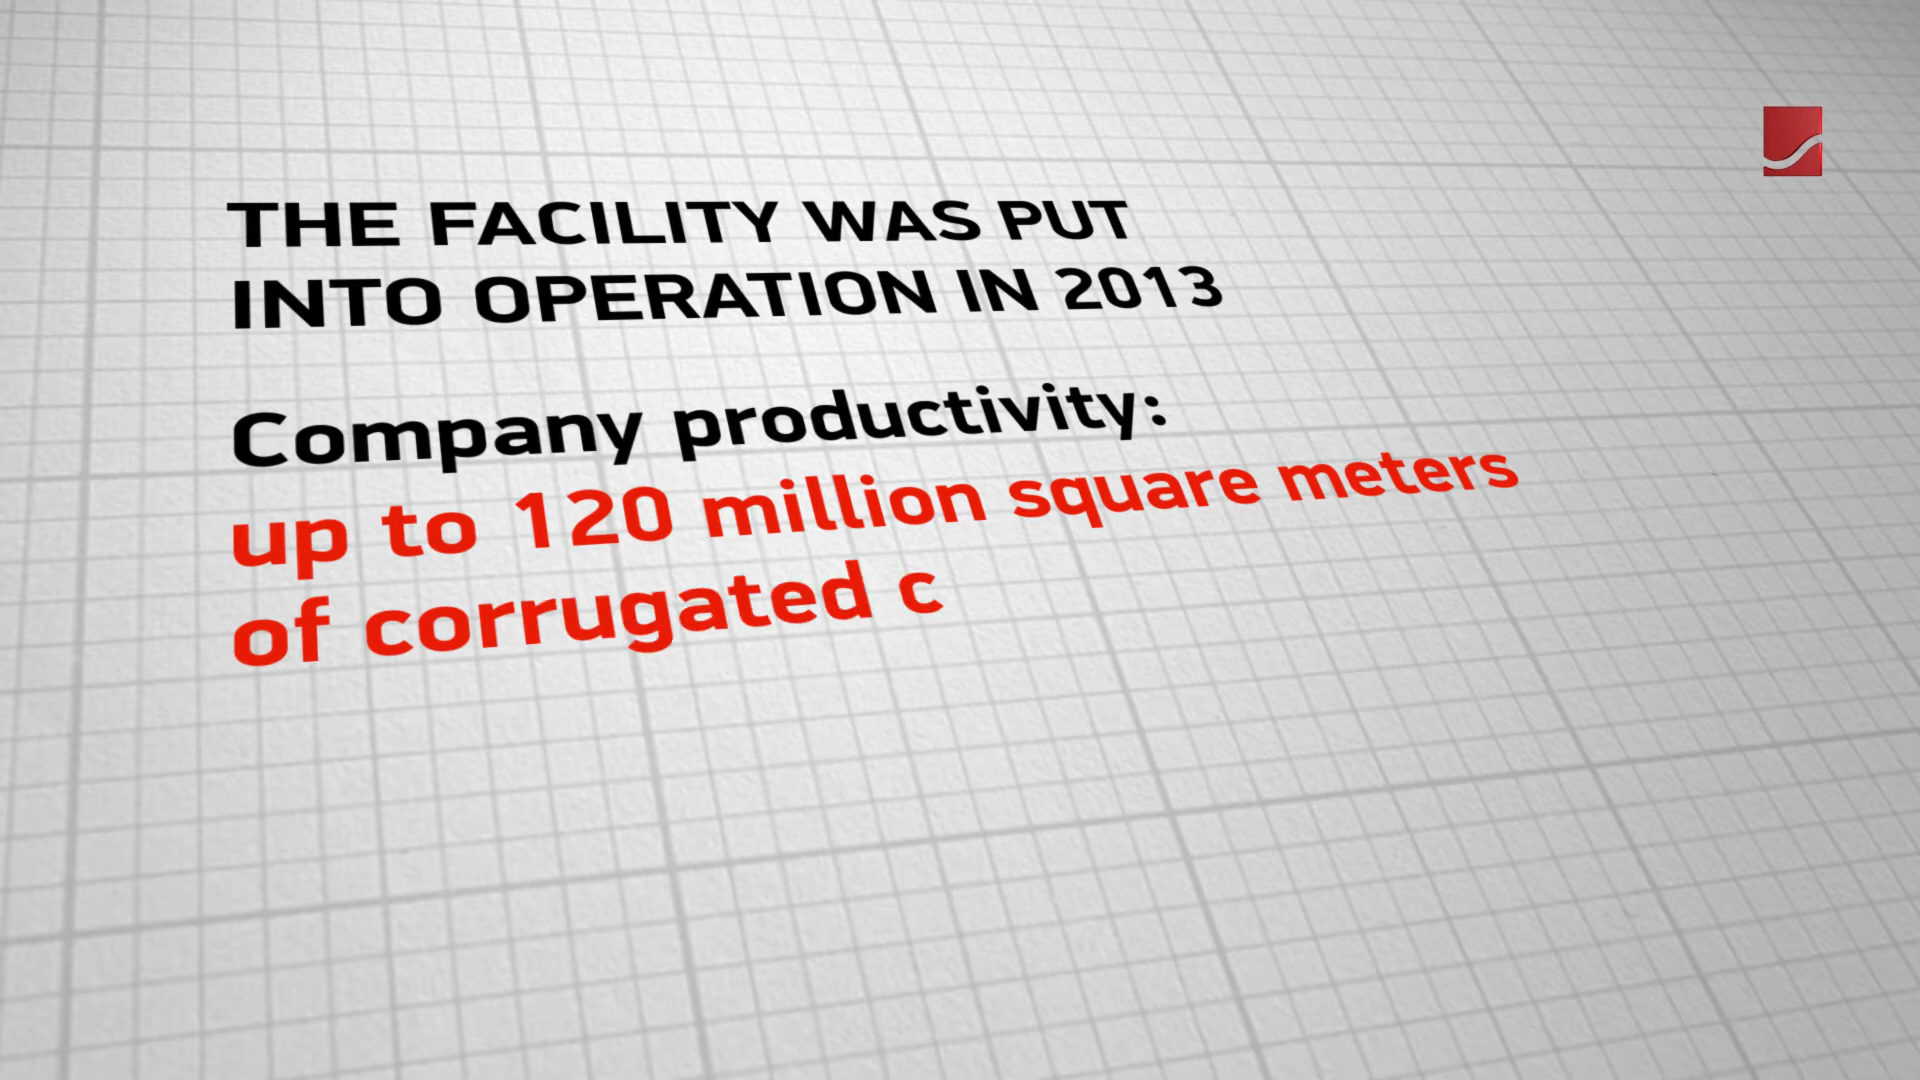 THE FACILITY WAS PUT
INTO OPERATION IN 2013
Company productivity:
up to 120 million square meters
of corrugated c